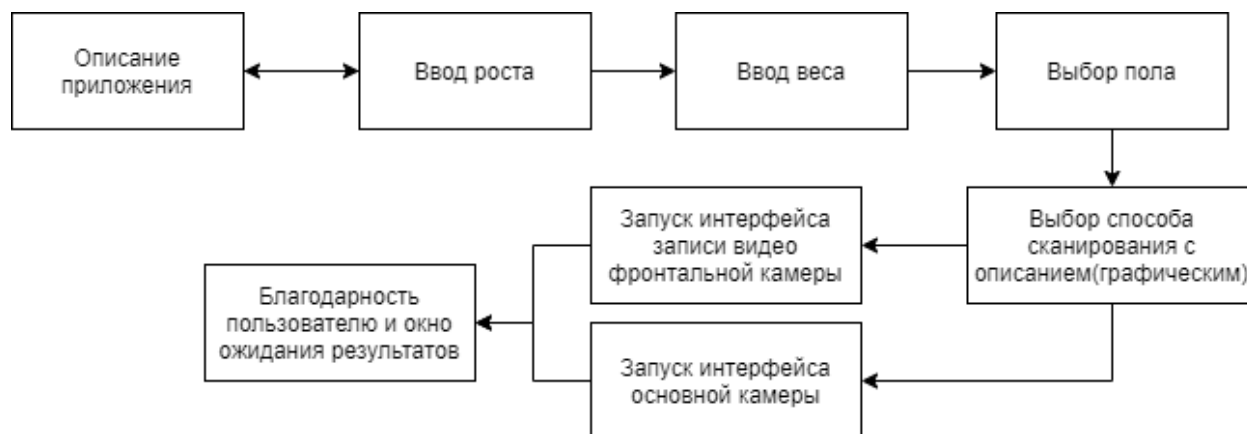 Описание
приложения
Ввод роста
Ввод веса
Выбор пола
Выбор способа
сканирования с
описанием(графическим)
Запуск интерфейса
записи видео
фронтальной камеры
Запуск интерфейса
основной камеры
Благодарность
пользователю и окно
ожидания результатов